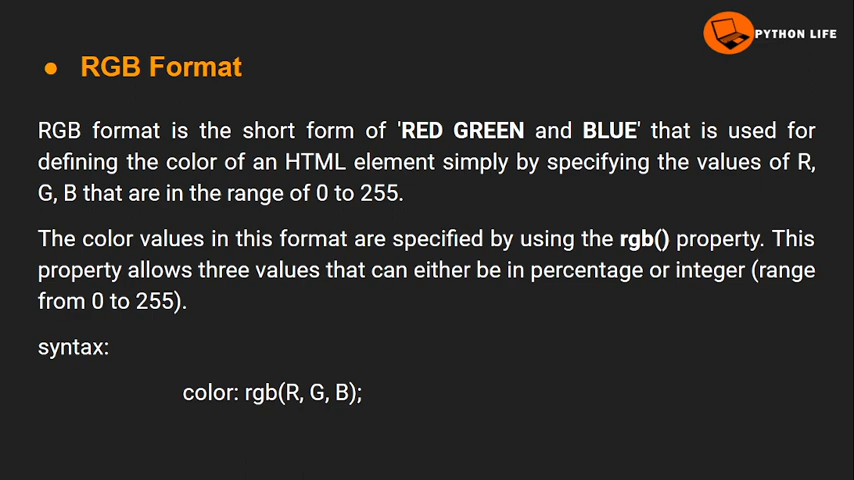 PYTHON LIFE
● RGB Format
RGB format is the short form of 'RED GREEN and BLUE' that is used for
defining the color of an HTML element simply by specifying the values of R,
G, B that are in the range of 0 to 255.
The color values in this format are specified by using the rgb() property. This
property allows three values that can either be in percentage or integer (range
from 0 to 255).
syntax:
color: rgb(R, G, B);